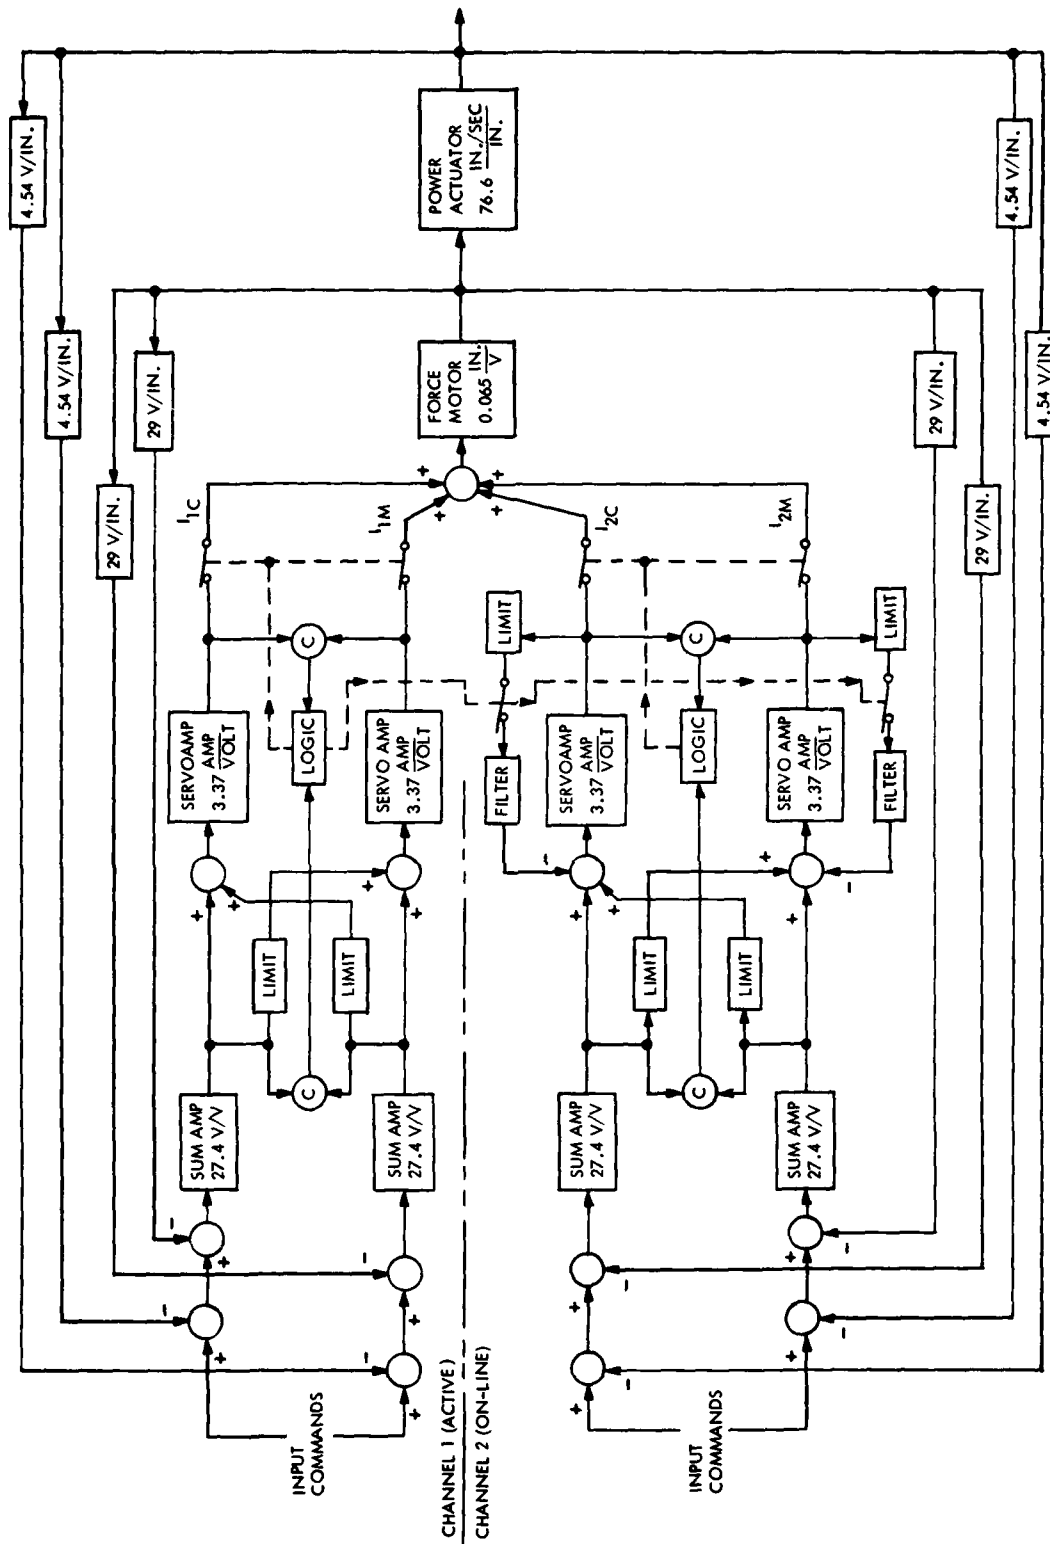 4.54 V/IN.
4.54 V/IN.
29 V/IN.
29 V/IN.
INPUT
COMMANDS
+
-
+
-
+
-
+
-
SUM AMP
27.4 V/V
SUM AMP
27.4 V/V
C
LIMIT
LIMIT
+
+
+
+
SERVOAMP
3.37 AMP
VOLT
SERVO AMP
3.37 AMP
VOLT
LOGIC
C
I1C
I1M
+
+
+
+
FORCE
MOTOR
0.065 IN.
V
POWER
ACTUATOR
76.6 IN./SEC
IN.
CHANNEL 1 (ACTIVE)
CHANNEL 2 (ON-LINE)
INPUT
COMMANDS
+
-
+
-
+
-
+
-
SUM AMP
27.4 V/V
SUM AMP
27.4 V/V
C
LIMIT
LIMIT
-
+
+
+
+
-
FILTER
LIMIT
SERVOAMP
3.37 AMP
VOLT
SERVO AMP
3.37 AMP
VOLT
LOGIC
C
FILTER
LIMIT
I2C
I2M
29 V/IN.
29 V/IN.
4.54 V/IN.
4.54 V/IN.